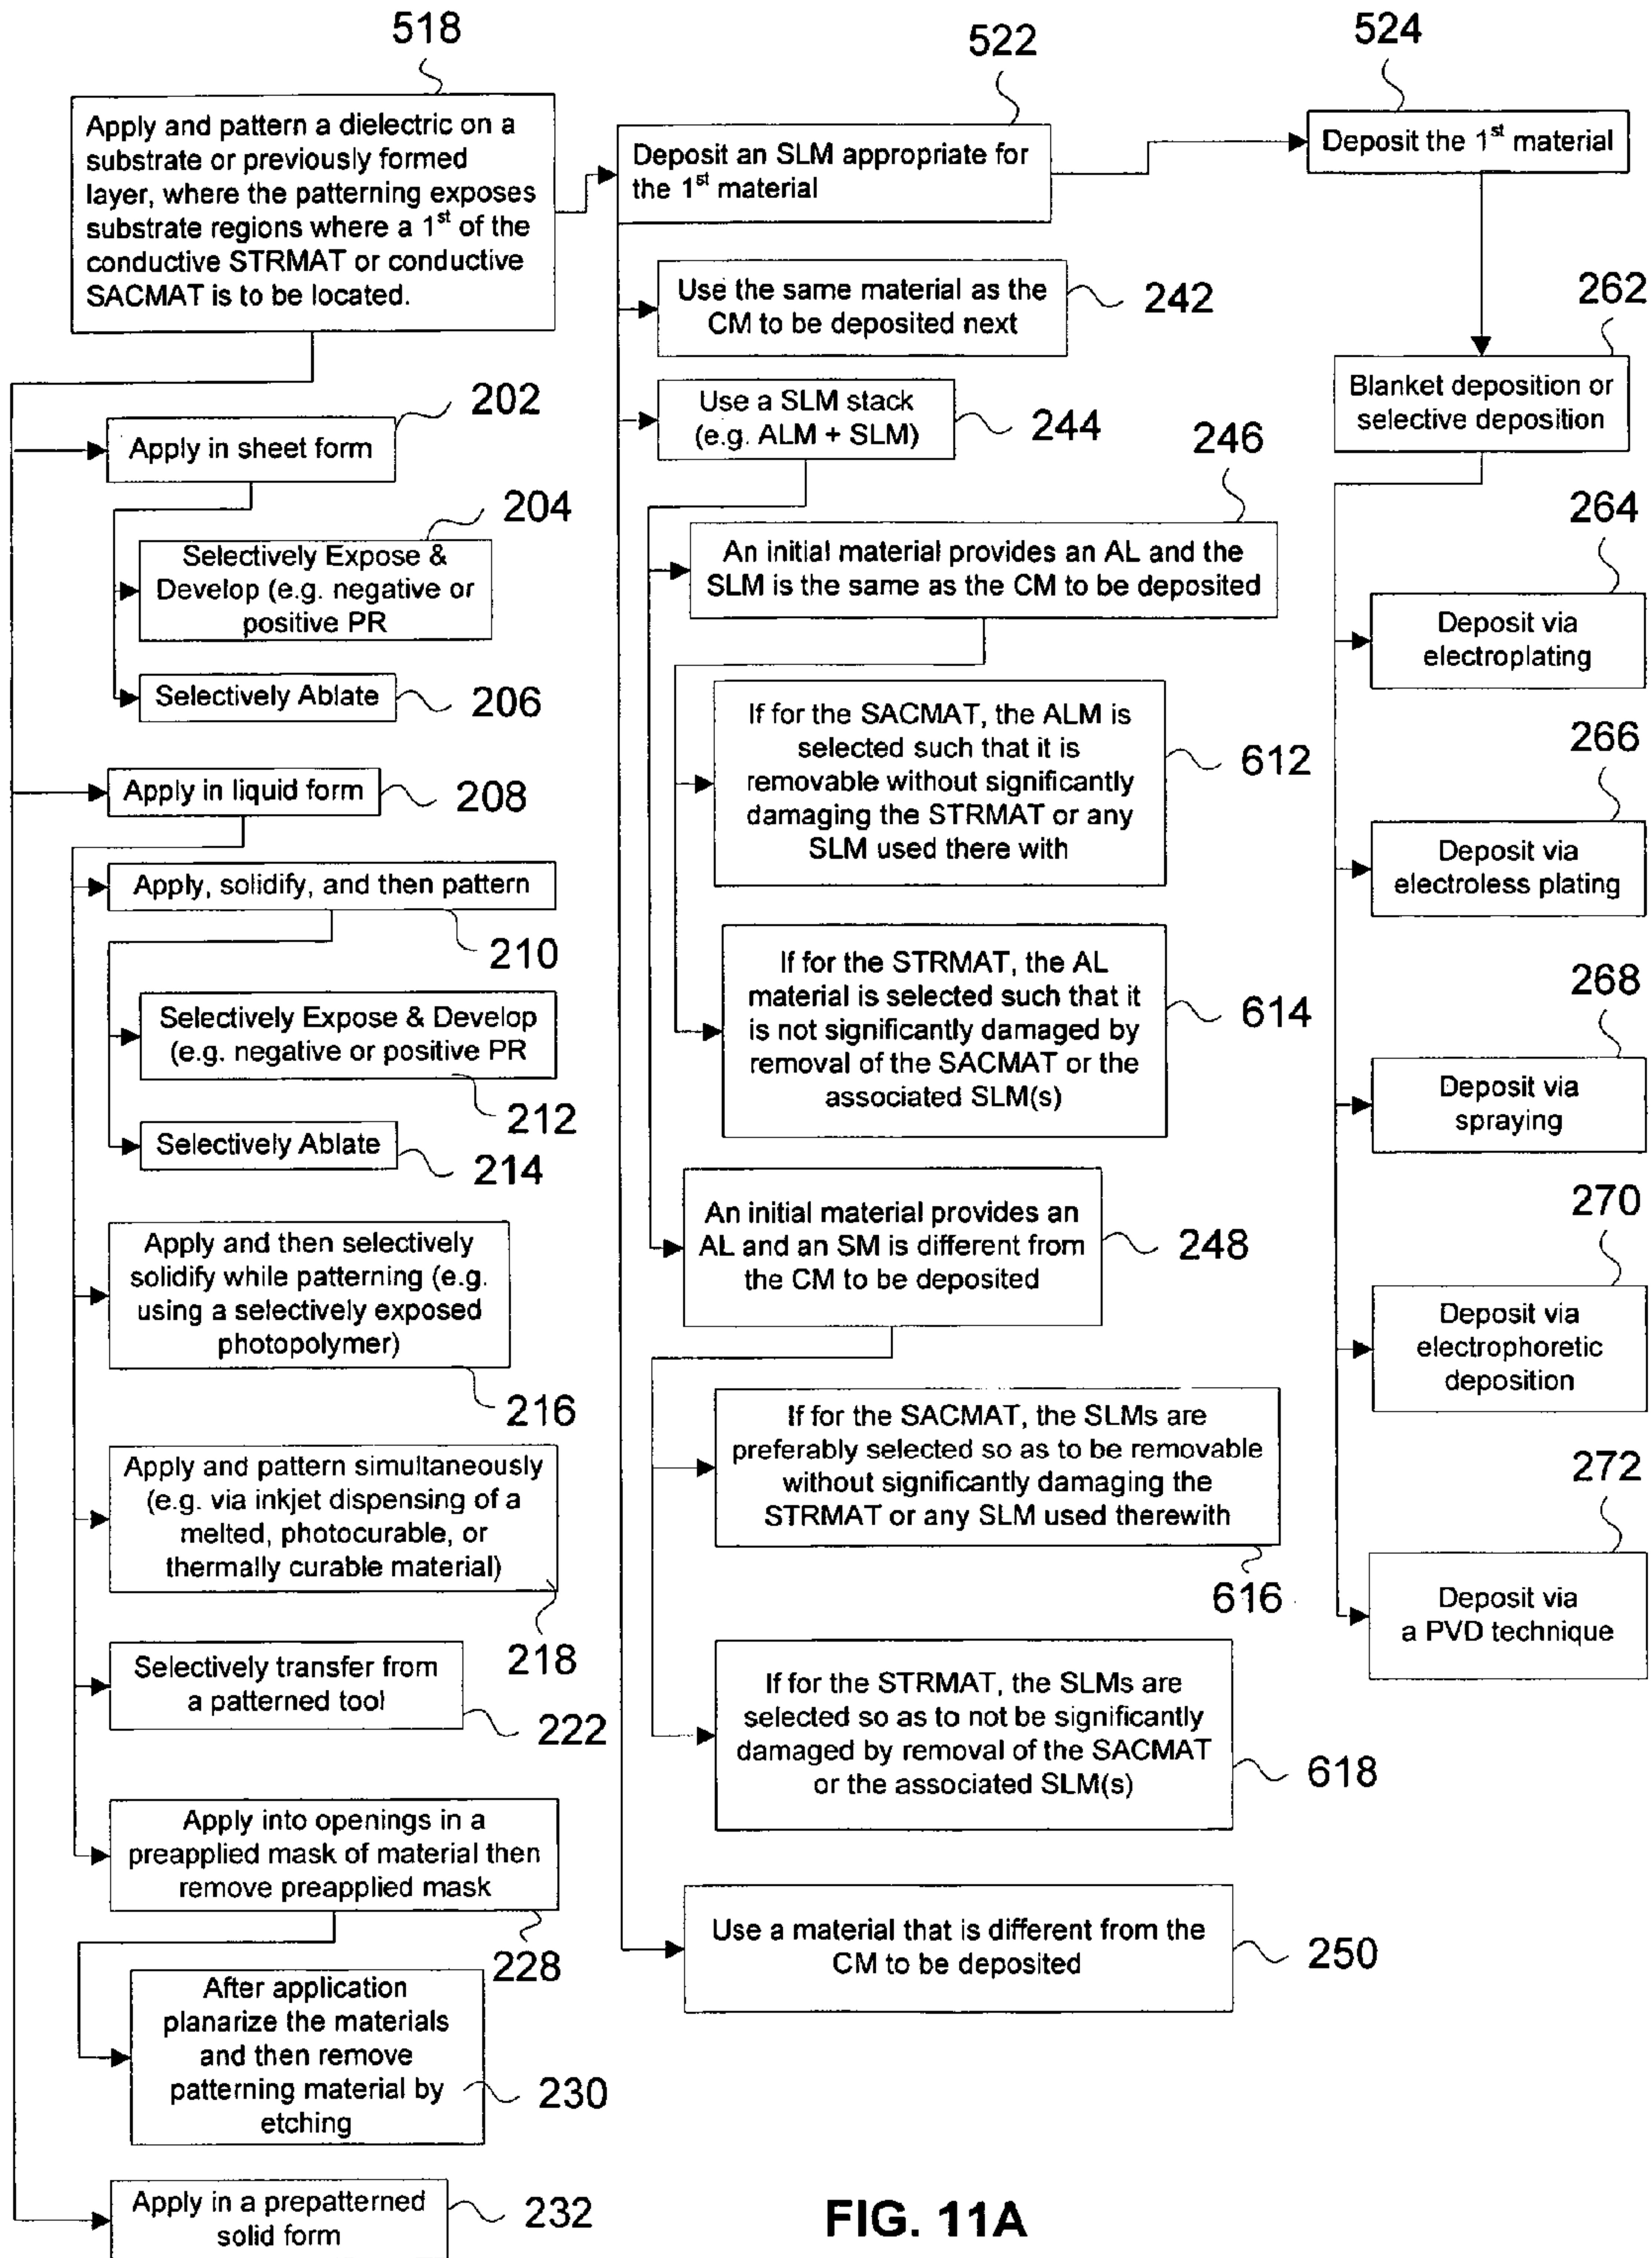 518
Apply and pattern a dielectric on a
substrate or previously formed
layer, where the patterning exposes
substrate regions where a 1st of the
conductive STRMAT or conductive
SACMAT is to be located.
202
Apply in sheet form
204
Selectively Expose &
Develop (e.g. negative or
positive PR
Selectively Ablate
206
Apply in liquid form
208
Apply, solidify, and then pattern
210
Selectively Expose & Develop
(e.g. negative or positive PR
212
Selectively Ablate
214
Apply and then selectively
solidify while patterning (e.g.
using a selectively exposed
photopolymer)
216
Apply and pattern simultaneously
(e.g. via inkjet dispensing of a
melted, photocurable, or
thermally curable material)
218
Selectively transfer from
a patterned tool
222
Apply into openings in a
preapplied mask of material then
remove preapplied mask
228
After application
planarize the materials
and then remove
patterning material by
etching
230
Apply in a prepatterned
solid form
232
522
Deposit an SLM appropriate for
the 1st material
Use the same material as the
CM to be deposited next
242
Use a SLM stack
(e.g. ALM + SLM)
244
246
An initial material provides an AL and the
SLM is the same as the CM to be deposited
If for the SACMAT, the ALM is
selected such that it is
removable without significantly
damaging the STRMAT or any
SLM used there with
612
If for the STRMAT, the AL
material is selected such that it
is not significantly damaged by
removal of the SACMAT or the
associated SLM(s)
614
An initial material provides an
AL and an SM is different from
the CM to be deposited
248
If for the SACMAT, the SLMs are
preferably selected so as to be removable
without significantly damaging the
STRMAT or any SLM used therewith
616
If for the STRMAT, the SLMs are
selected so as to not be significantly
damaged by removal of the SACMAT
or the associated SLM(s)
618
Use a material that is different from the
CM to be deposited
250
524
Deposit the 1st material
262
Blanket deposition or
selective deposition
264
Deposit via
electroplating
266
Deposit via
electroless plating
268
Deposit via
spraying
270
Deposit via
electrophoretic
deposition
272
Deposit via
a PVD technique
FIG. 11A